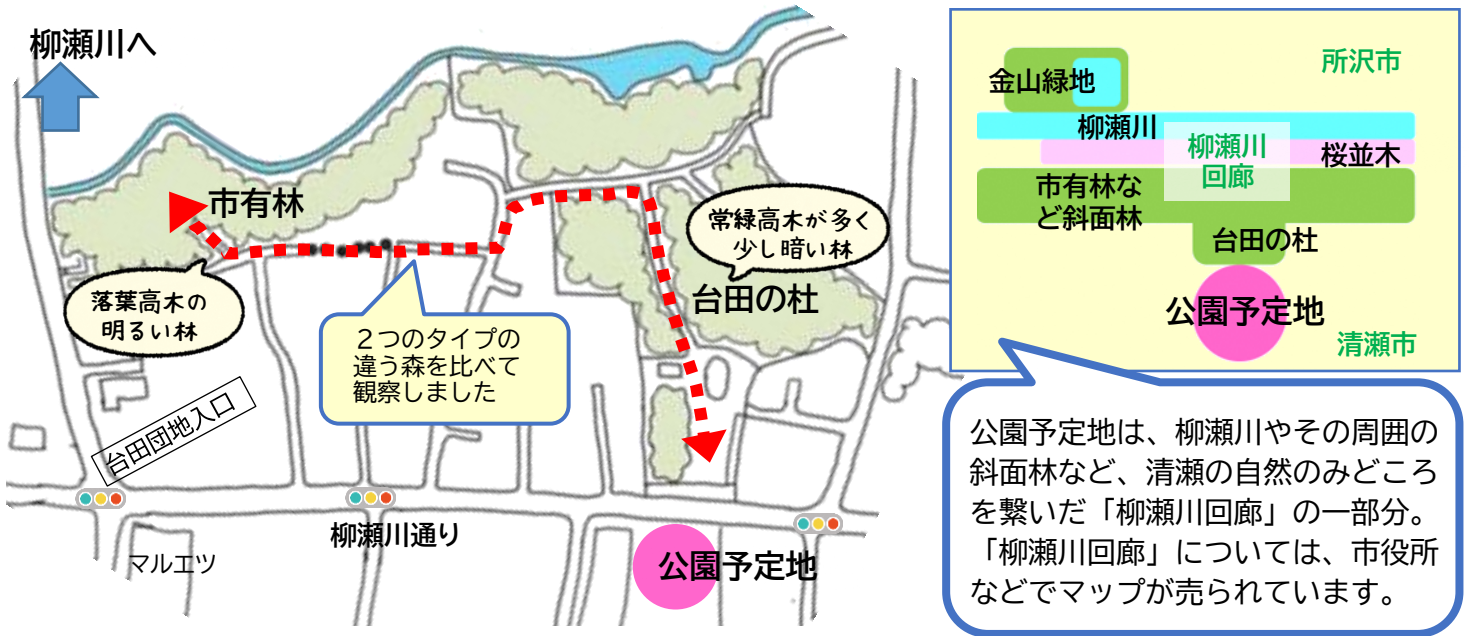 柳瀬川へ
市有林
落葉高木の
明るい林
2つのタイプの
違う森を比べて
観察しました
常緑高木が多く
少し暗い林
台田の杜
台田団地入口
柳瀬川通り
マルエツ
公園予定地
所沢市
金山緑地
柳瀬川
柳瀬川
回廊
桜並木
市有林な
ど斜面林
台田の杜
公園予定地
清瀬市
公園予定地は、柳瀬川やその周囲の
斜面林など、清瀬の自然のみどころ
を繋いだ「柳瀬川回廊」の一部分。
「柳瀬川回廊」については、市役所
などでマップが売られています。